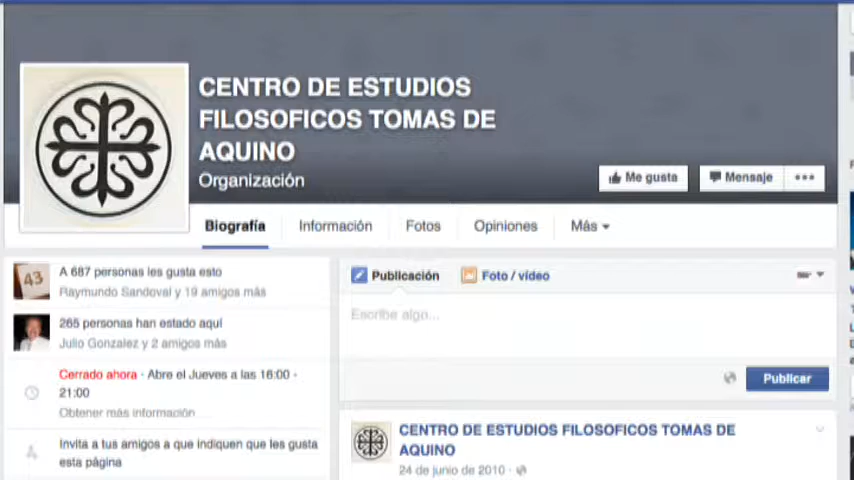 CENTRO DE ESTUDIOS
FILOSOFICOS TOMAS DE
AQUINO
Organización
Me gusta
Mensaje
Biografía
Información
Fotos
Opiniones
Más
43
A 687 personas les gusta esto
Raymundo Sandoval y 19 amigos más
265 personas han estado aquí
Julio Gonzalez y 2 amigos más
Cerrado ahora · Abre el Jueves a las 16:00 -
21:00
Obtener más información
Invita a tus amigos a que indiquen que les gusta
esta página
Publicación
Foto / vídeo
Escribe algo...
Publicar
CENTRO DE ESTUDIOS FILOSOFICOS TOMAS DE
AQUINO
24 de junio de 2010 ·